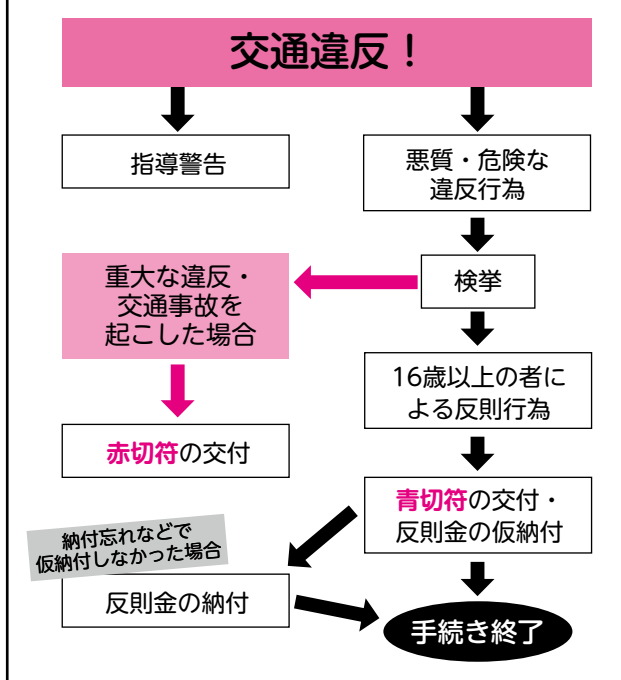 交通違反！
指導警告
悪質・危険な
違反行為
検挙
重大な違反・
交通事故を
起こした場合
16歳以上の者に
よる反則行為
赤切符の交付
青切符の交付・
反則金の仮納付
納付忘れなどで
仮納付しなかった場合
反則金の納付
手続き終了